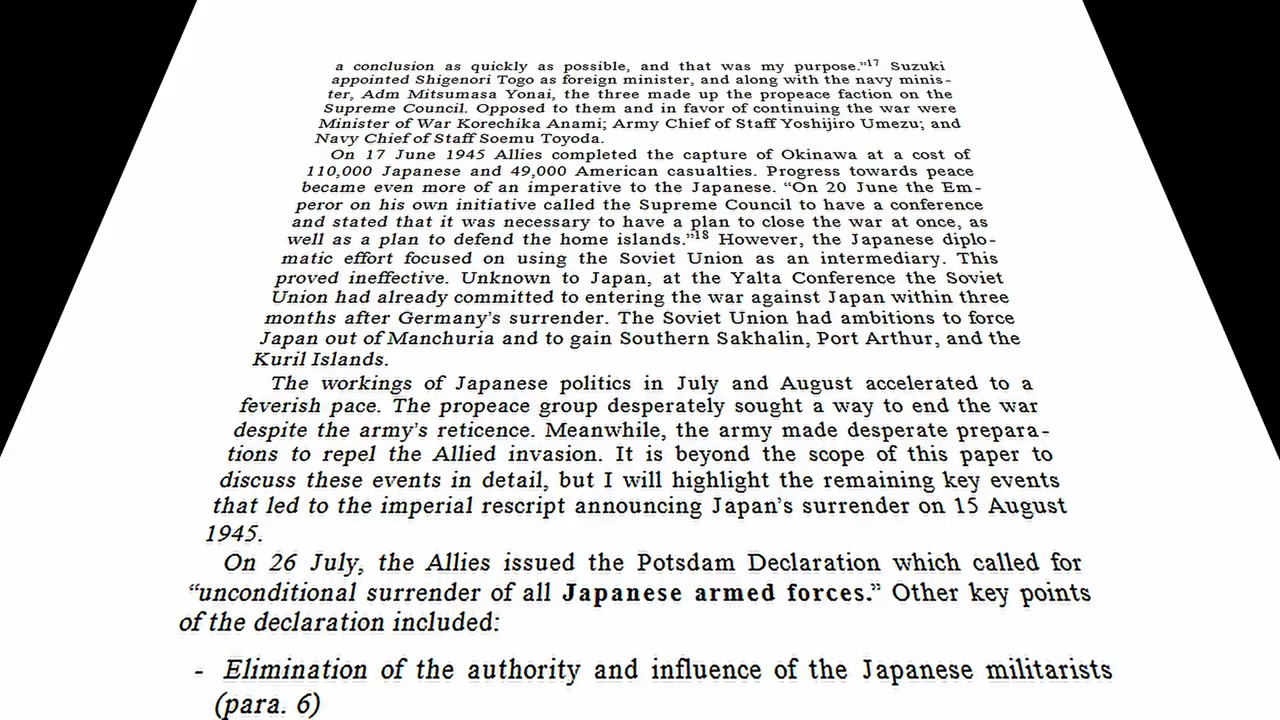 a conclusion as quickly as possible, and that was my purpose.”17 Suzuki
appointed Shigenori Togo as foreign minister, and along with the navy minis-
ter, Adm Mitsumasa Yonai, the three made up the propeace faction on the
Supreme Council. Opposed to them and in favor of continuing the war were
Minister of War Korechika Anami; Army Chief of Staff Yoshijiro Umezu; and
Navy Chief of Staff Soemu Toyoda.
On 17 June 1945 Allies completed the capture of Okinawa at a cost of
110,000 Japanese and 49,000 American casualties. Progress towards peace
became even more of an imperative to the Japanese. “On 20 June the Em-
peror on his own initiative called the Supreme Council to have a conference
and stated that it was necessary to have a plan to close the war at once, as
well as a plan to defend the home islands.”18 However, the Japanese diplo-
matic effort focused on using the Soviet Union as an intermediary. This
proved ineffective. Unknown to Japan, at the Yalta Conference the Soviet
Union had already committed to entering the war against Japan within three
months after Germany’s surrender. The Soviet Union had ambitions to force
Japan out of Manchuria and to gain Southern Sakhalin, Port Arthur, and the
Kuril Islands.
The workings of Japanese politics in July and August accelerated to a
feverish pace. The propeace group desperately sought a way to end the war
despite the army’s reticence. Meanwhile, the army made desperate prepara-
tions to repel the Allied invasion. It is beyond the scope of this paper to
discuss these events in detail, but I will highlight the remaining key events
that led to the imperial rescript announcing Japan’s surrender on 15 August
1945.
On 26 July, the Allies issued the Potsdam Declaration which called for
“unconditional surrender of all Japanese armed forces.” Other key points
of the declaration included:
- Elimination of the authority and influence of the Japanese militarists
(para. 6)